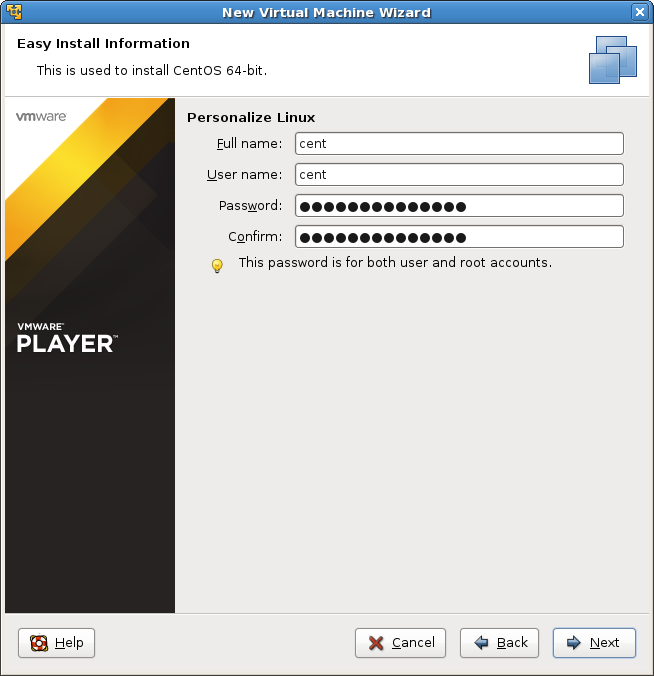 New Virtual Machine Wizard
Easy Install Information
This is used to install CentOS 64-bit.
vmware
Personalize Linux
Full name: cent
User name: cent
Password: ●●●●●●●●●●●●●●
Confirm: ●●●●●●●●●●●●●●
This password is for both user and root accounts.
VMWARE®
PLAYER™
Help
Cancel
Back
Next